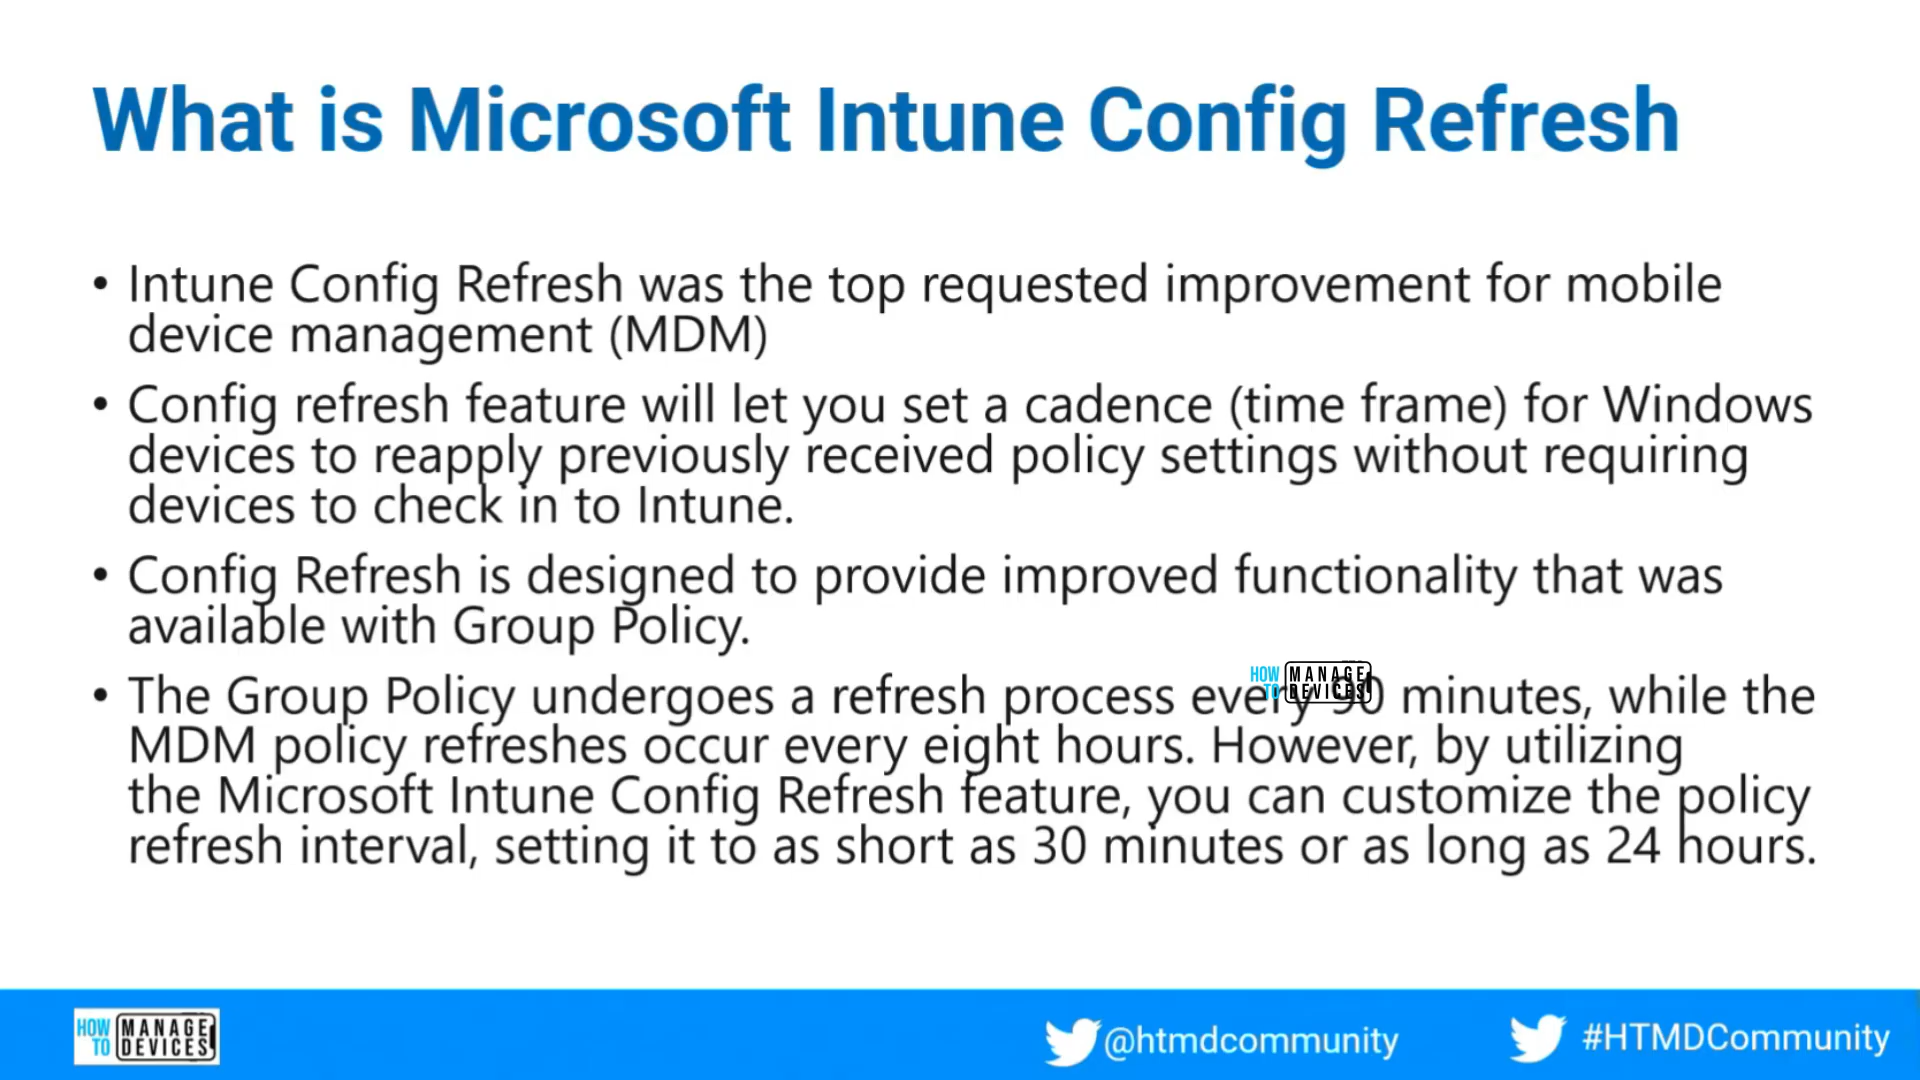 What is Microsoft Intune Config Refresh
• Intune Config Refresh was the top requested improvement for mobile
device management (MDM)
• Config refresh feature will let you set a cadence (time frame) for Windows
devices to reapply previously received policy settings without requiring
devices to check in to Intune.
• Config Refresh is designed to provide improved functionality that was
available with Group Policy.
• The Group Policy undergoes a refresh process every 90 minutes, while the
MDM policy refreshes occur every eight hours. However, by utilizing
the Microsoft Intune Config Refresh feature, you can customize the policy
refresh interval, setting it to as short as 30 minutes or as long as 24 hours.
HOW MANAGE
TO DEVICES
HOW MANAGE
TO DEVICES
@htmdcommunity
#HTMDCommunity